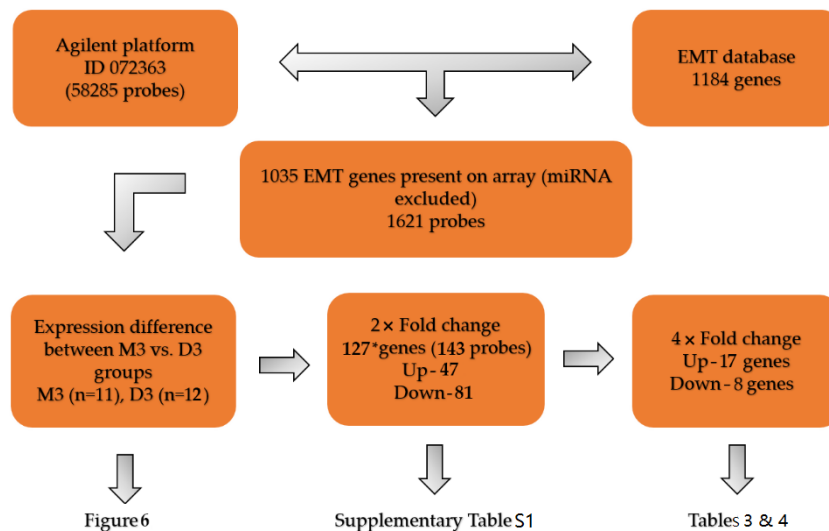 Agilent platform
ID 072363
(58285 probes)
EMT database
1184 genes
1035 EMT genes present on array (miRNA
excluded)
1621 probes
Expression difference
between M3 vs. D3
groups
M3 (n=11), D3 (n=12)
2× Fold change
127*genes (143 probes)
Up-47
Down-81
4× Fold change
Up-17 genes
Down-8 genes
Figure 6
Supplementary Table S1
Tables 3 & 4